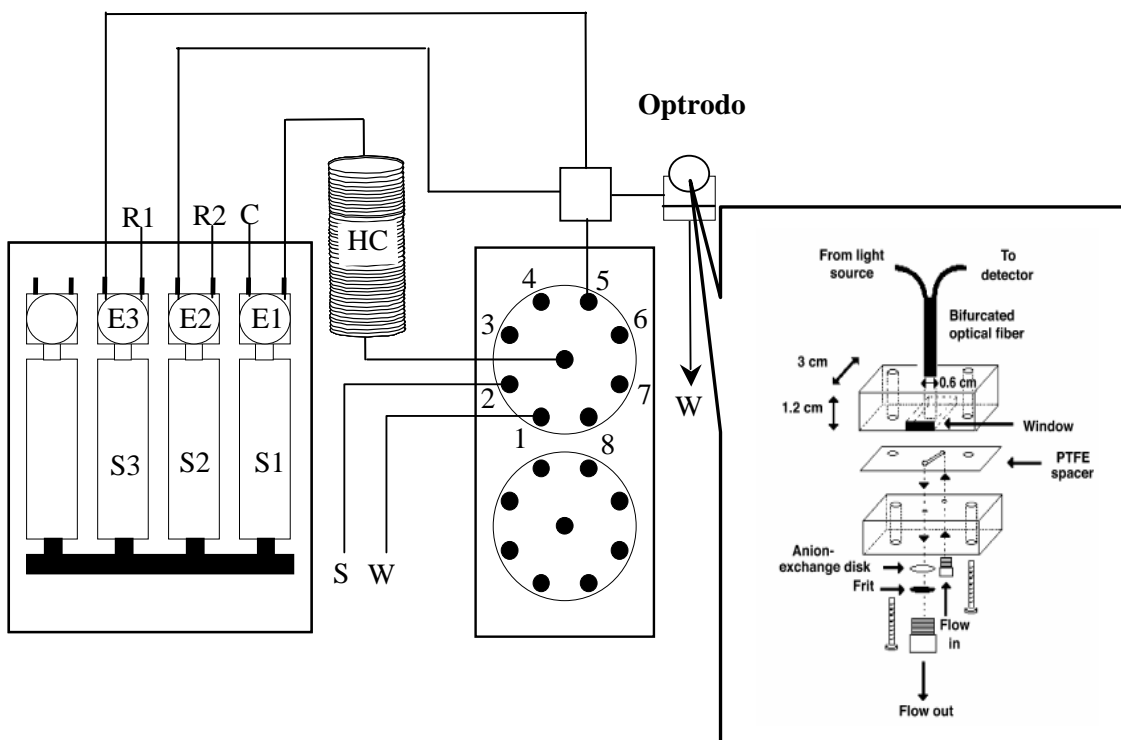 Optrodo
R1
R2
C
HC
E3
E2
E1
S3
S2
S1
4
5
3
6
2
7
1
8
S
W
W
From light
source
To
detector
Bifurcated
optical fiber
3 cm
0.6 cm
1.2 cm
Window
PTFE
spacer
Anion-
exchange disk
Frit
Flow
in
Flow out